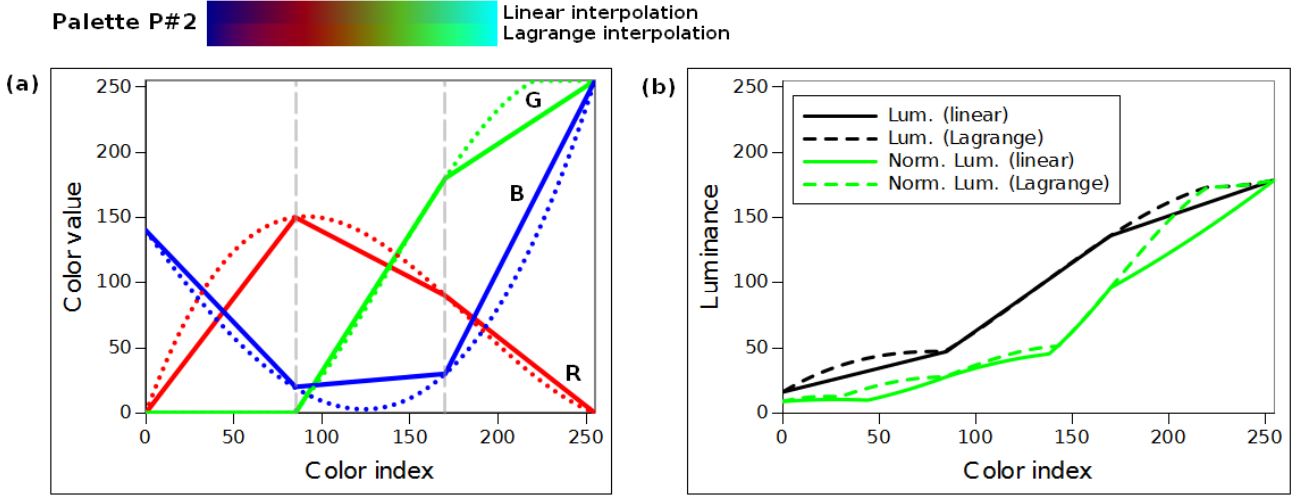 Palette P#2
Linear interpolation
Lagrange interpolation
(a)
250
200
150
100
50
0
Color value
G
B
R
0 50 100 150 200 250
Color index
(b)
250
200
150
100
50
0
Luminance
Lum. (linear)
Lum. (Lagrange)
Norm. Lum. (linear)
Norm. Lum. (Lagrange)
0 50 100 150 200 250
Color index